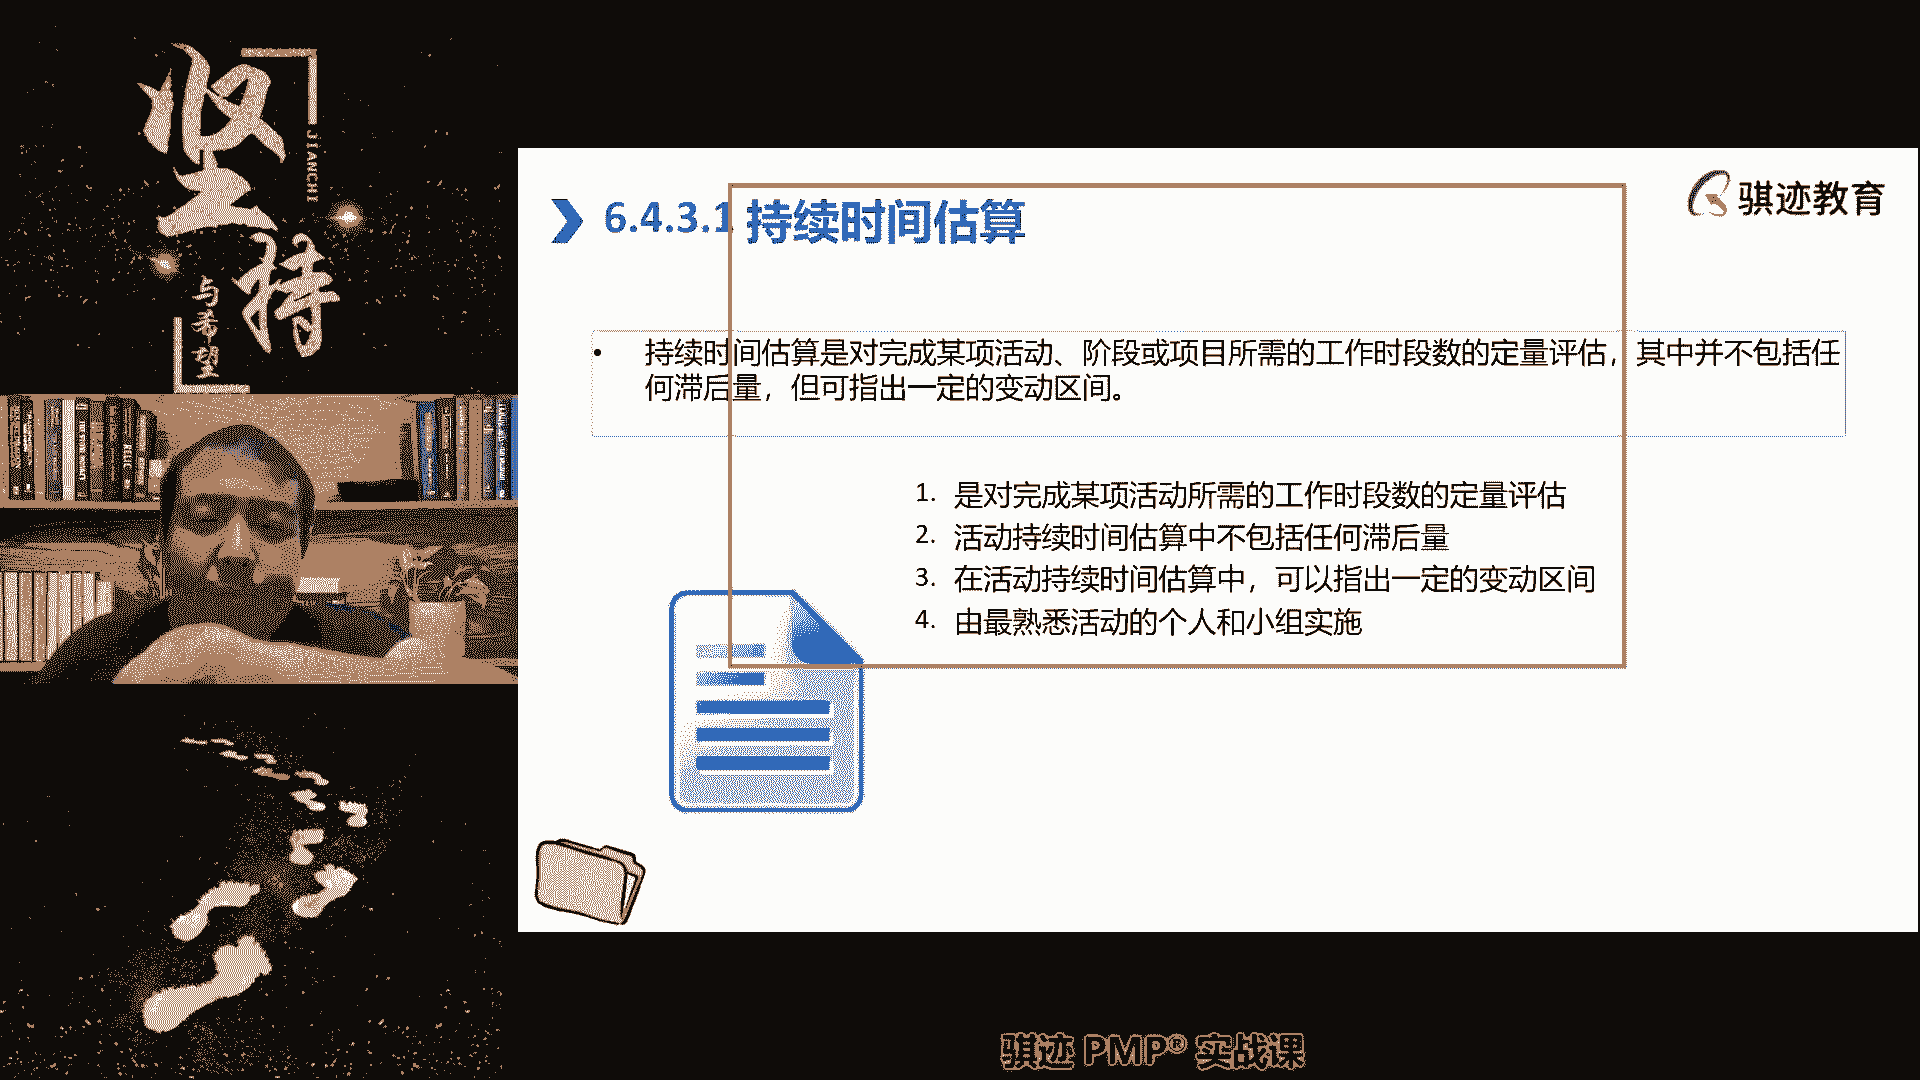 坚持
JIANCHI
与希望
6.4.3.1 持续时间估算
骐迹教育
• 持续时间估算是对完成某项活动、阶段或项目所需的工作时段数的定量评估，其中并不包括任
何滞后量，但可指出一定的变动区间。
1. 是对完成某项活动所需的工作时段数的定量评估
2. 活动持续时间估算中不包括任何滞后量
3. 在活动持续时间估算中，可以指出一定的变动区间
4. 由最熟悉活动的个人和小组实施
骐迹 PMP® 实战课